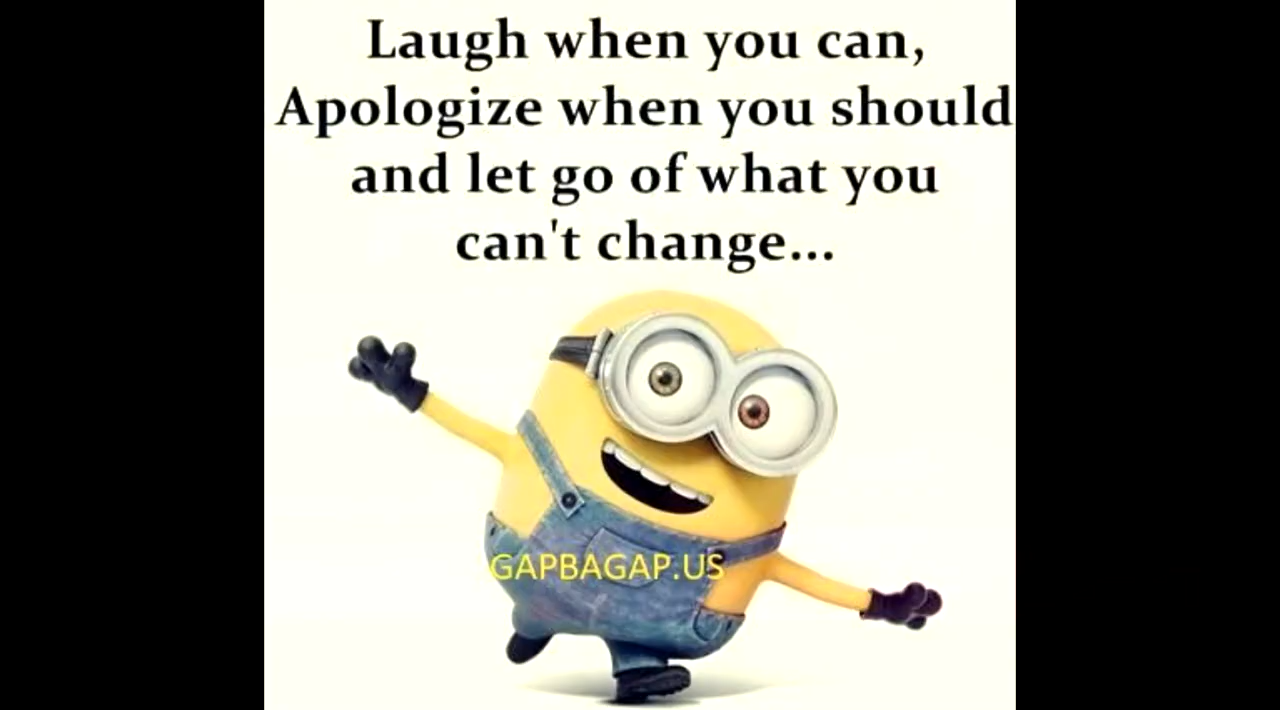 Laugh when you can,
Apologize when you should
and let go of what you
can't change...
GAPBAGAP.US